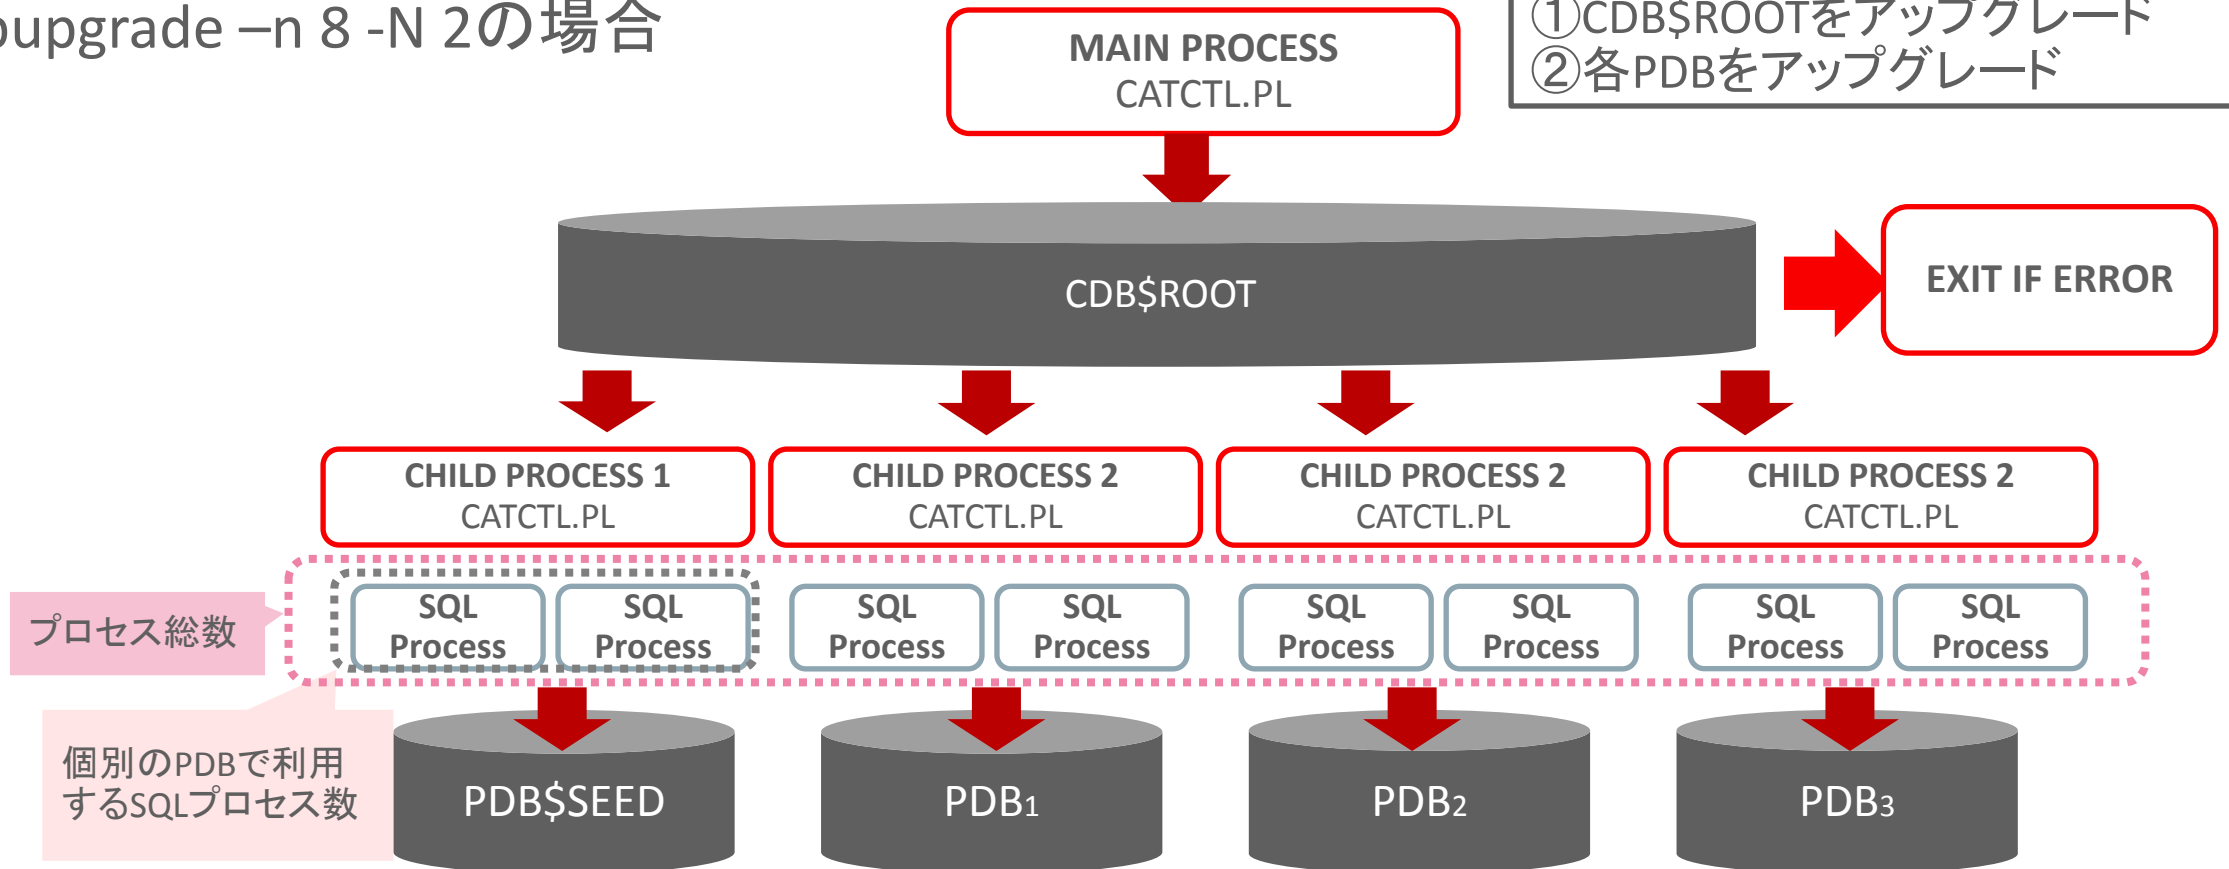 upgrade –n 8 -N 2の場合
①CDB$ROOTをアップグレード
②各PDBをアップグレード
MAIN PROCESS
CATCTL.PL
CDB$ROOT
EXIT IF ERROR
CHILD PROCESS 1
CATCTL.PL
CHILD PROCESS 2
CATCTL.PL
CHILD PROCESS 2
CATCTL.PL
CHILD PROCESS 2
CATCTL.PL
プロセス総数
SQL
Process
SQL
Process
SQL
Process
SQL
Process
SQL
Process
SQL
Process
SQL
Process
SQL
Process
個別のPDBで利用
するSQLプロセス数
PDB$SEED
PDB1
PDB2
PDB3